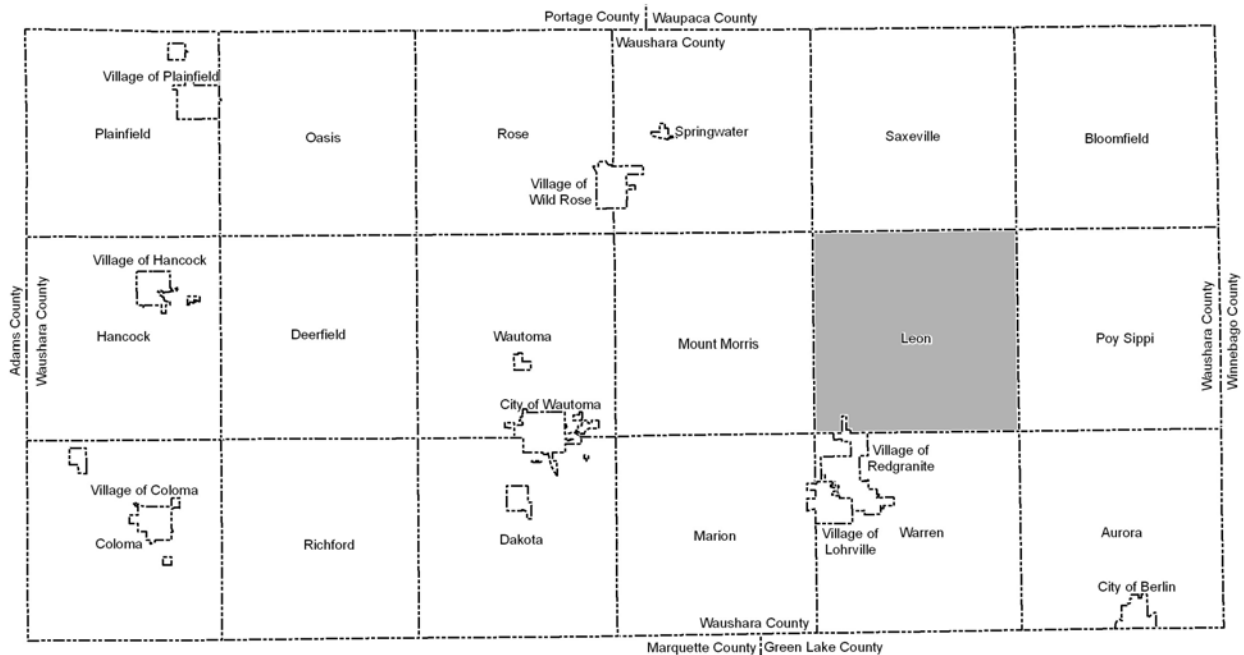 Portage County
Waupaca County
Waushara County
Village of Plainfield
Plainfield
Oasis
Rose
Springwater
Saxeville
Bloomfield
Village of
Wild Rose
Adams County
Waushara County
Village of Hancock
Hancock
Deerfield
Wautoma
City of Wautoma
Mount Morris
Leon
Poy Sippi
Waushara County
Winnebago County
Village of Coloma
Coloma
Richford
Dakota
Marion
Village of
Redgranite
Village of
Lohrville
Warren
Aurora
City of Berlin
Waushara County
Marquette County
Green Lake County